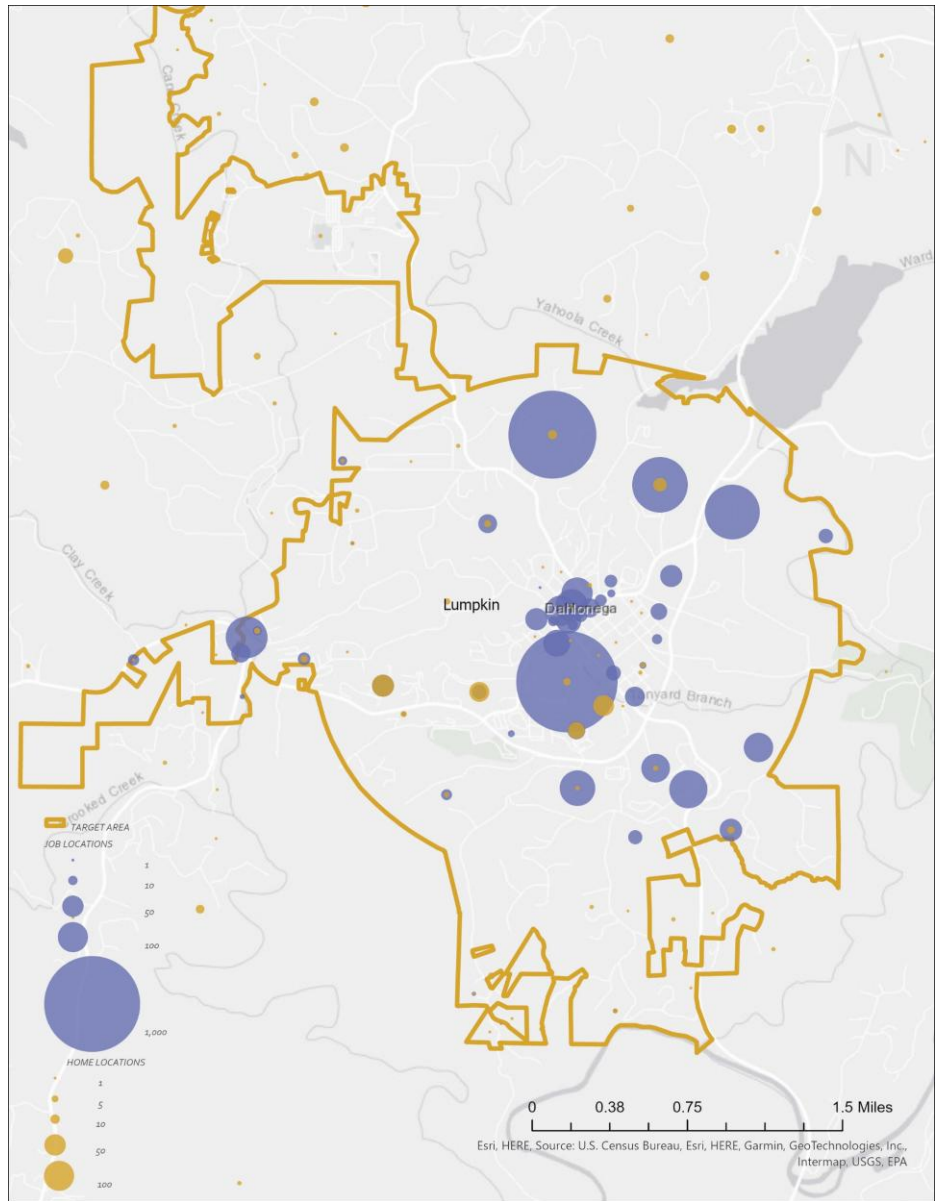 Cane Creek
N
Yahoola Creek
Ward
Clay Creek
Lumpkin
Dahlonega
Tanyard Branch
Crooked Creek
TARGET AREA
JOB LOCATIONS
1
10
50
100
1,000
HOME LOCATIONS
1
5
10
50
100
0 0.38 0.75 1.5 Miles
Esri, HERE, Source: U.S. Census Bureau, Esri, HERE, Garmin, GeoTechnologies, Inc.,
Intermap, USGS, EPA